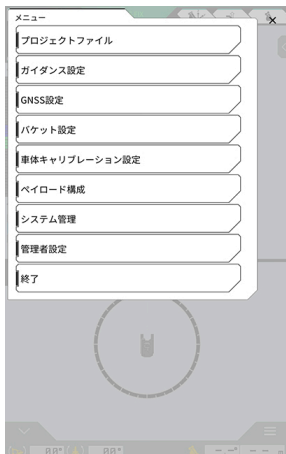 メニュー
×
プロジェクトファイル
ガイダンス設定
GNSS設定
バケット設定
車体キャリブレーション設定
ペイロード構成
システム管理
管理者設定
終了